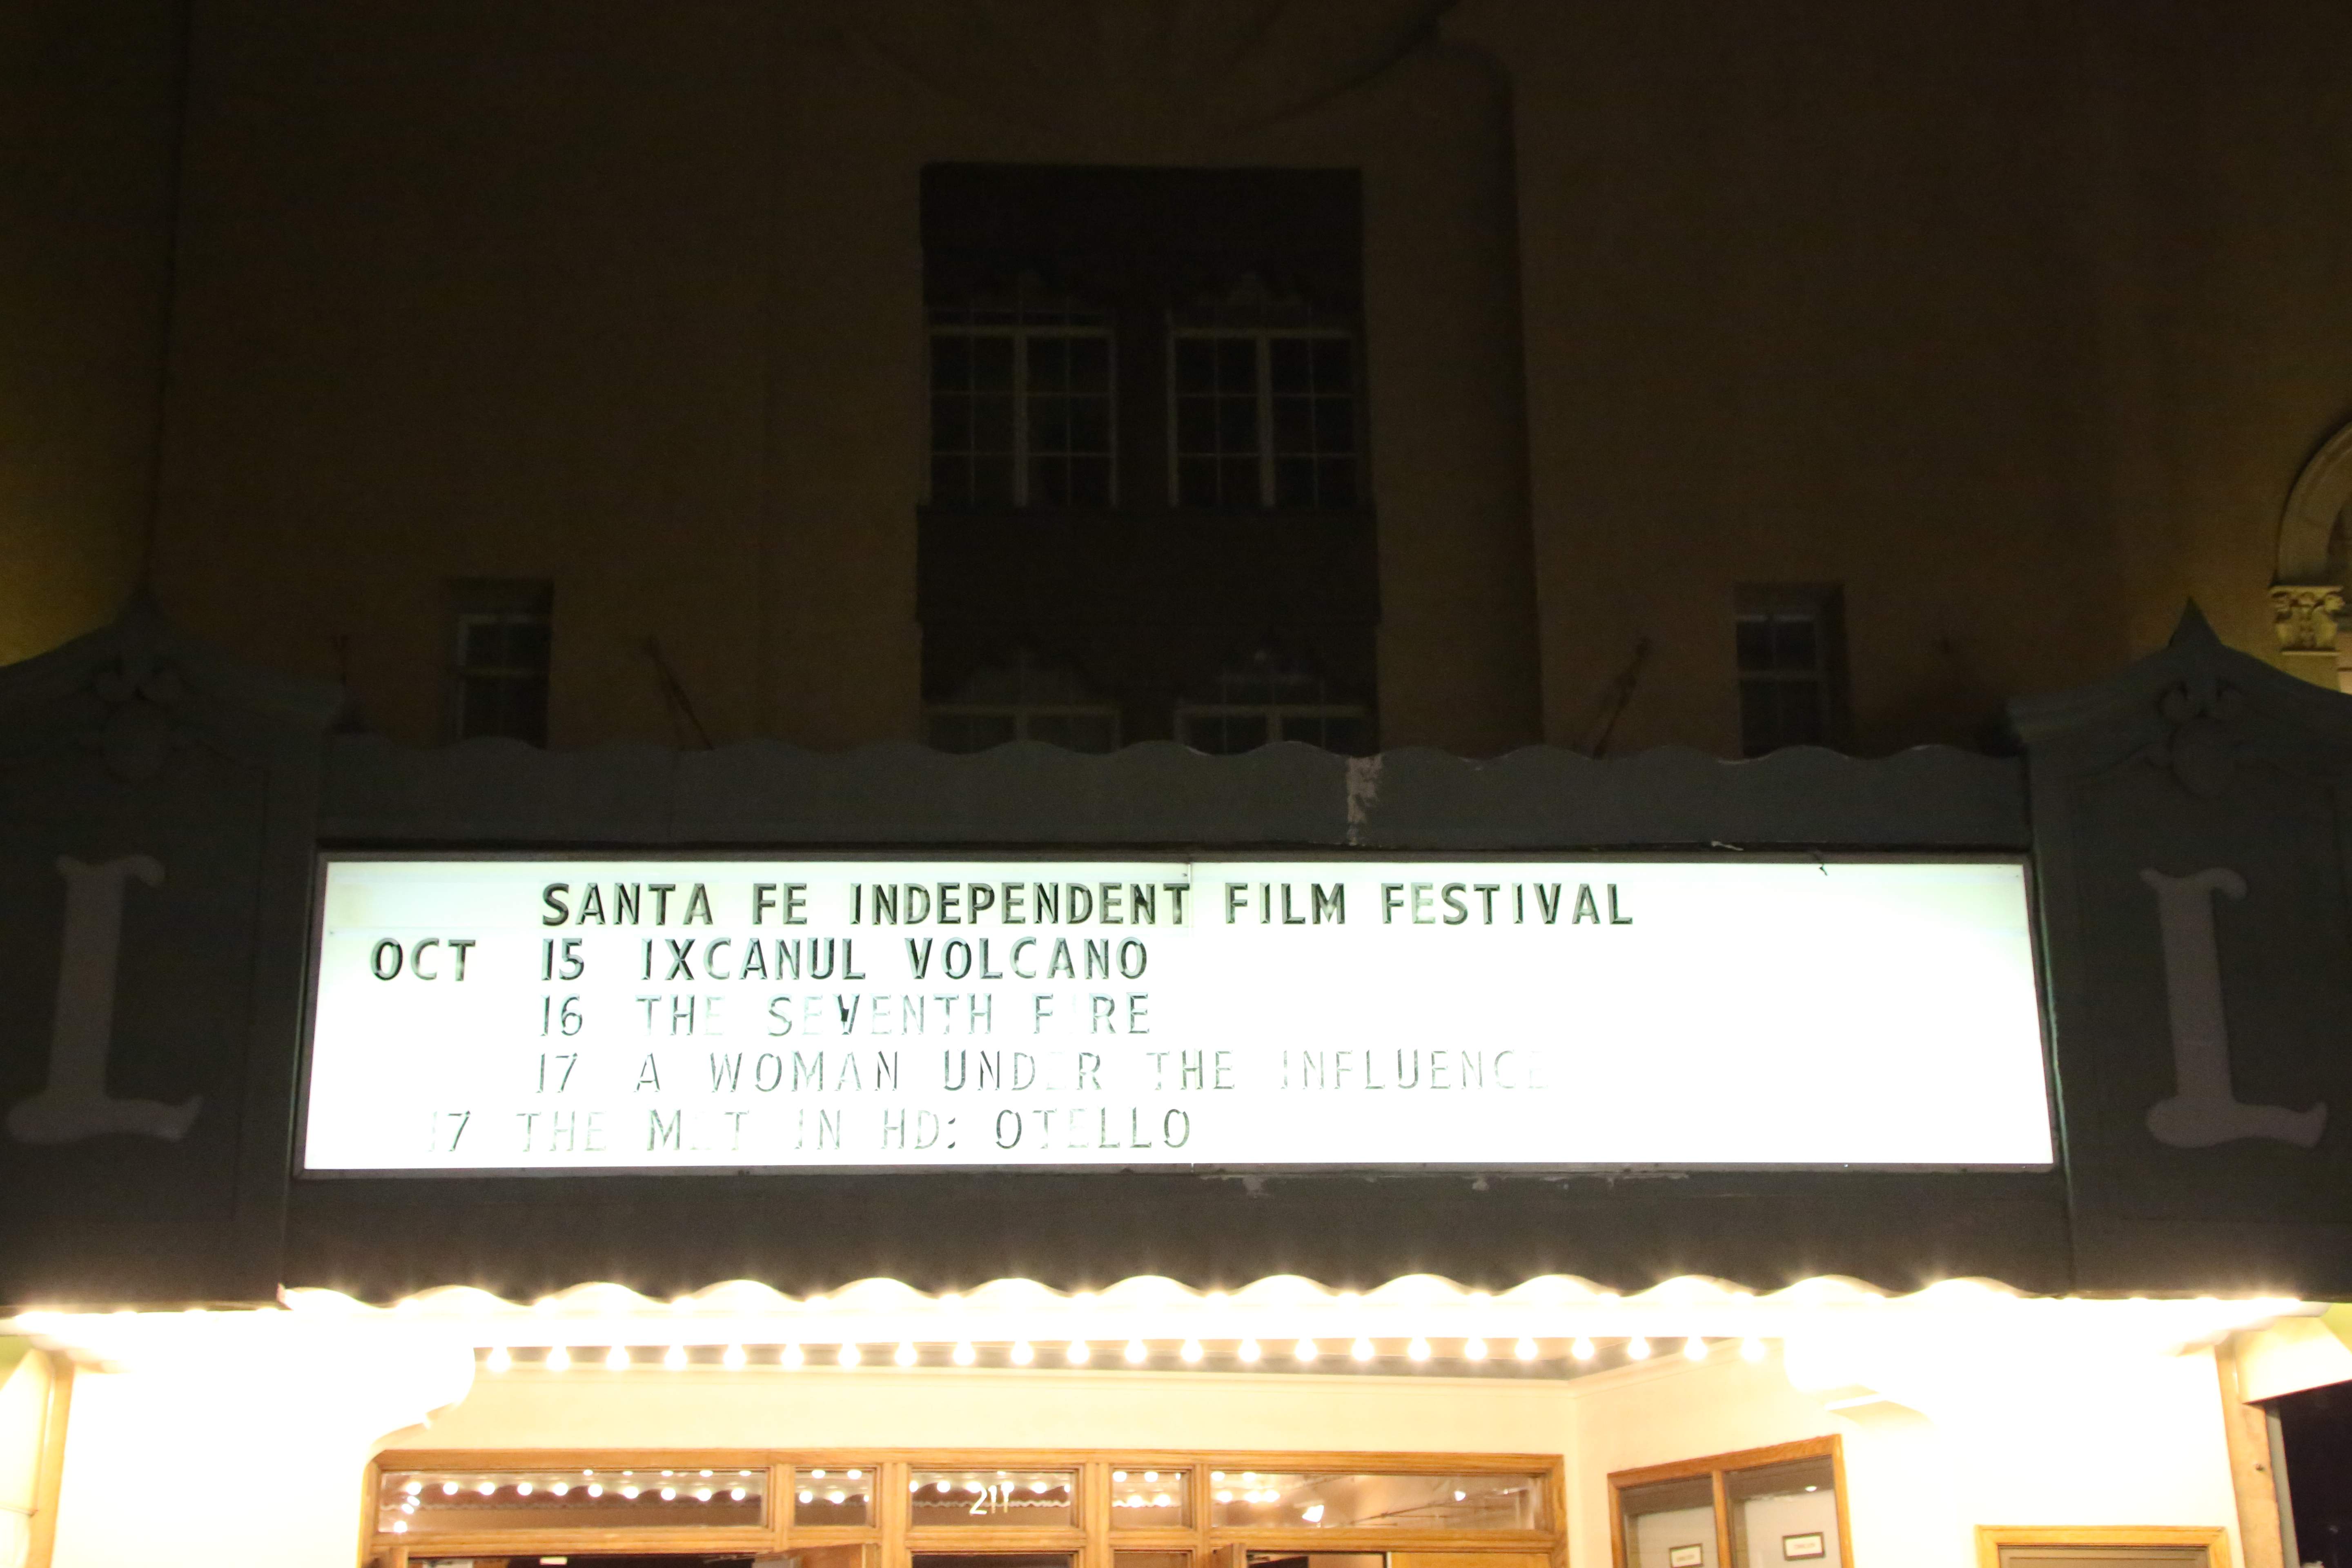 SANTA FE INDEPENDENT FILM FESTIVAL
OCT 15 IXCANUL VOLCANO
16 THE SEVENTH FIRE
17 A WOMAN UNDER THE INFLUENCE
17 THE MET IN HD: OTELLO
L
L
211